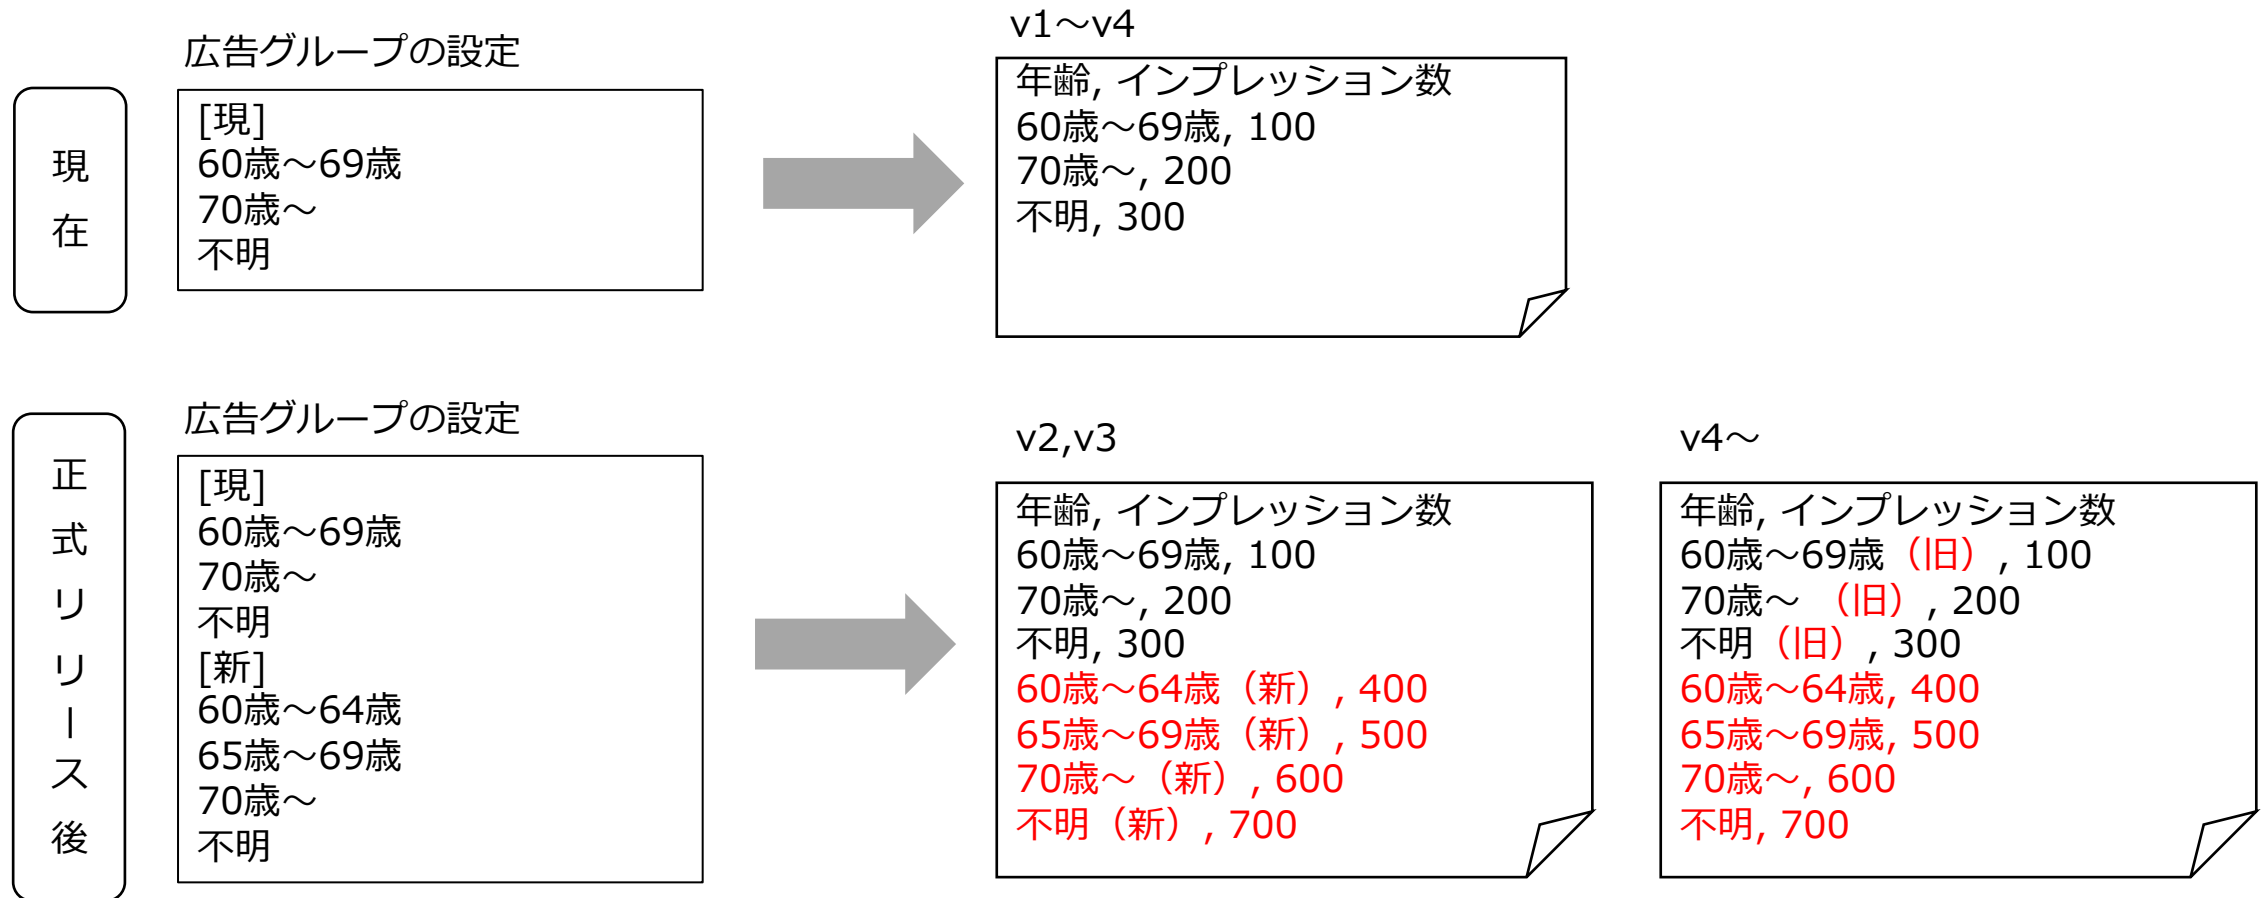 現在
広告グループの設定
[現]
60歳～69歳
70歳～
不明
v1～v4
年齢, インプレッション数
60歳～69歳, 100
70歳～, 200
不明, 300
正式リリース後
広告グループの設定
[現]
60歳～69歳
70歳～
不明
[新]
60歳～64歳
65歳～69歳
70歳～
不明
v2,v3
年齢, インプレッション数
60歳～69歳, 100
70歳～, 200
不明, 300
60歳～64歳（新）, 400
65歳～69歳（新）, 500
70歳～（新）, 600
不明（新）, 700
v4～
年齢, インプレッション数
60歳～69歳（旧）, 100
70歳～ （旧）, 200
不明（旧）, 300
60歳～64歳, 400
65歳～69歳, 500
70歳～, 600
不明, 700